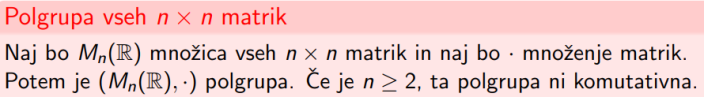 Polgrupa vseh n × n matrik
Naj bo Mₙ(ℝ) množica vseh n × n matrik in naj bo · množenje matrik.
Potem je (Mₙ(ℝ), ·) polgrupa. Če je n ≥ 2, ta polgrupa ni komutativna.